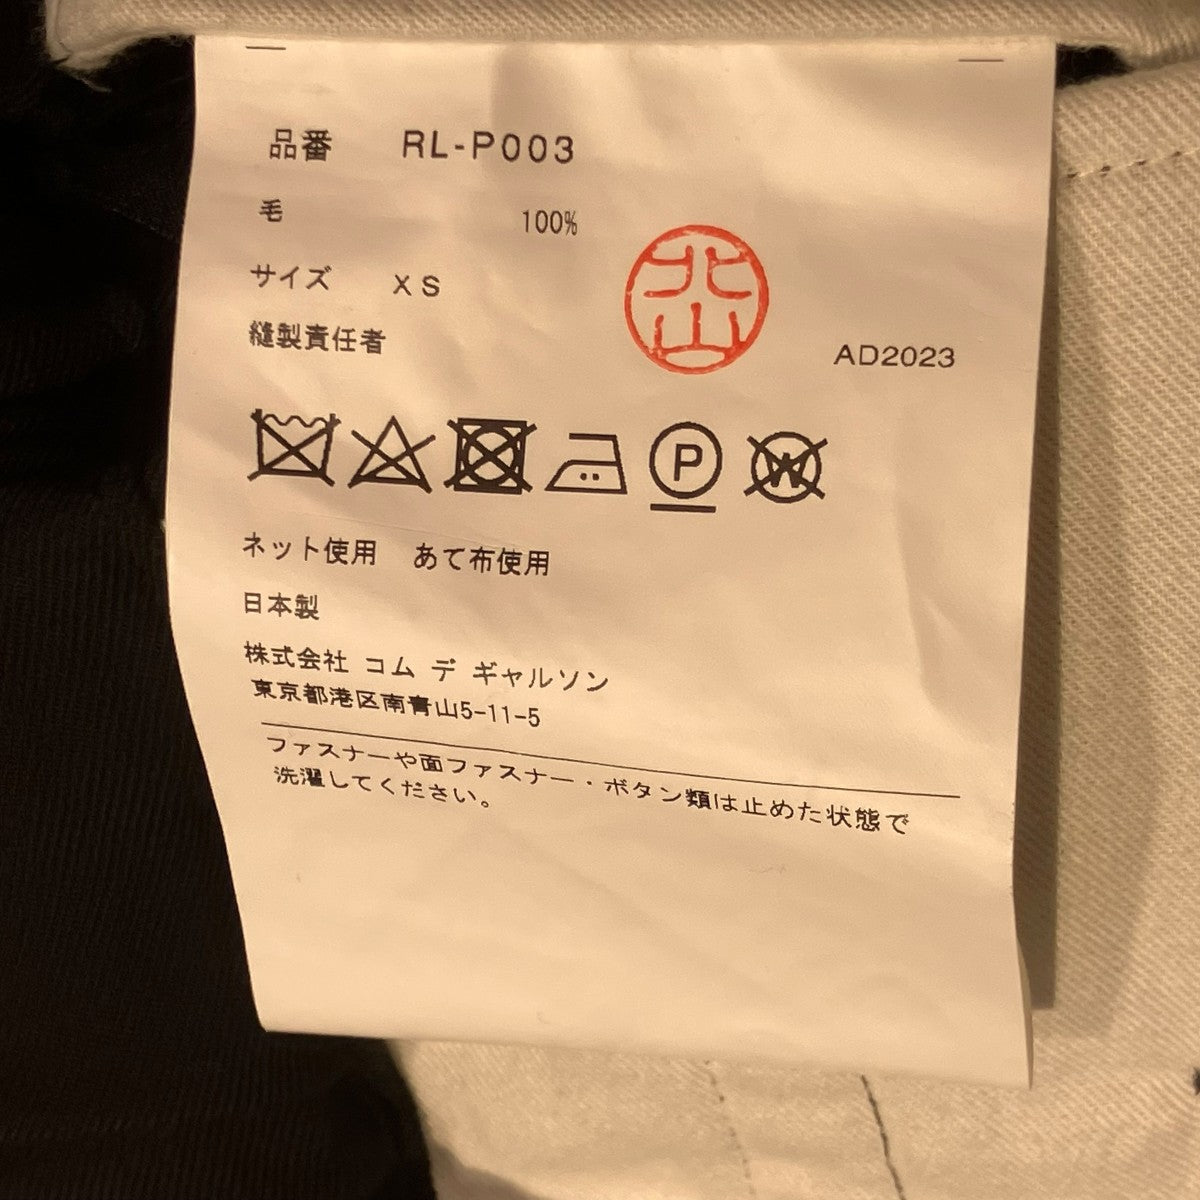 品番 RL-P003
毛 100%
サイズ XS
縫製責任者
北山
AD2023
P
W
ネット使用 あて布使用
日本製
株式会社 コム デ ギャルソン
東京都港区南青山5-11-5
ファスナーや面ファスナー・ボタン類は止めた状態で
洗濯してください。